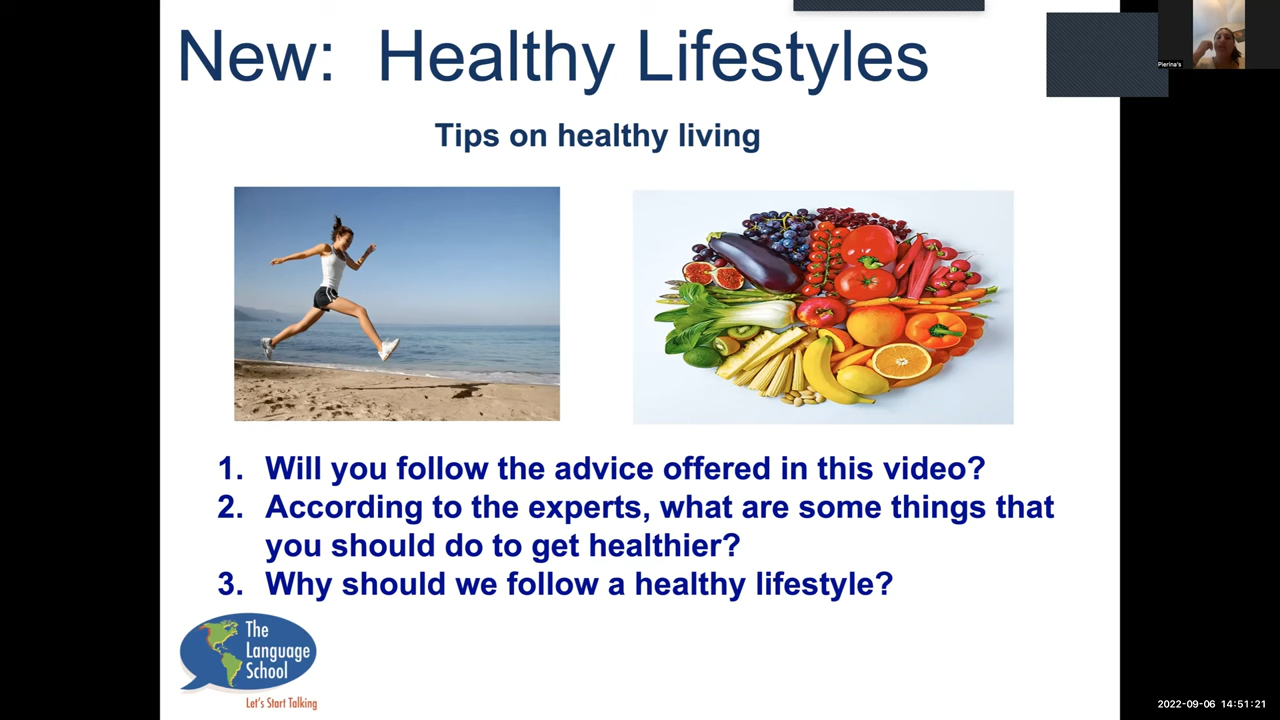 New: Healthy Lifestyles
Pierina's
Tips on healthy living
1. Will you follow the advice offered in this video?
2. According to the experts, what are some things that
you should do to get healthier?
3. Why should we follow a healthy lifestyle?
The
Language
School
Let's Start Talking
2022-09-06 14:51:21